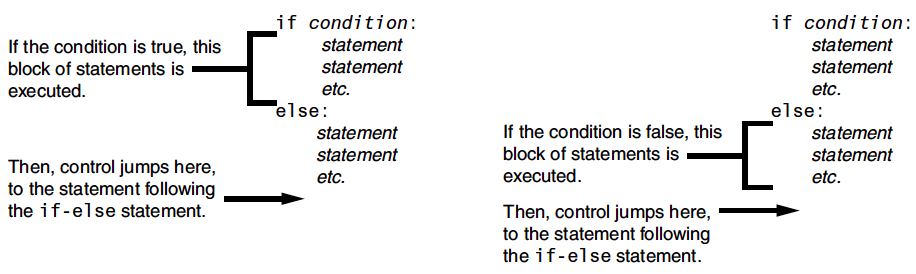 if condition:
If the condition is true, this
block of statements is
executed.
statement
statement
etc.
else:
statement
statement
etc.
Then, control jumps here,
to the statement following
the if-else statement.
if condition:
statement
statement
etc.
else:
If the condition is false, this
block of statements is
executed.
statement
statement
etc.
Then, control jumps here,
to the statement following
the if-else statement.